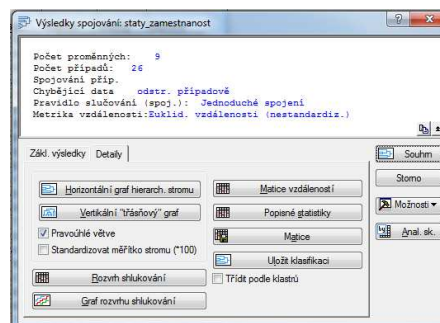 Výsledky spojování: staty_zamestnanost
Počet proměnných: 9
Počet případů: 26
Spojování příp.
Chybějící data odstr. případově
Pravidlo slučování (spoj.): Jednoduché spojení
Metrika vzdáleností:Euklid. vzdálenosti (nestandardiz.)
Zákl. výsledky Detaily
Souhrn
Horizontální graf hierarch. stromu
Matice vzdáleností
Storno
Vertikální "třásňový" graf
Popisné statistiky
Možnosti
Pravoúhlé větve
Matice
Anal. sk.
Standardizovat měřítko stromu (*100)
Uložit klasifikaci
Rozvrh shlukování
Třídit podle klastrů
Graf rozvrhu shlukování